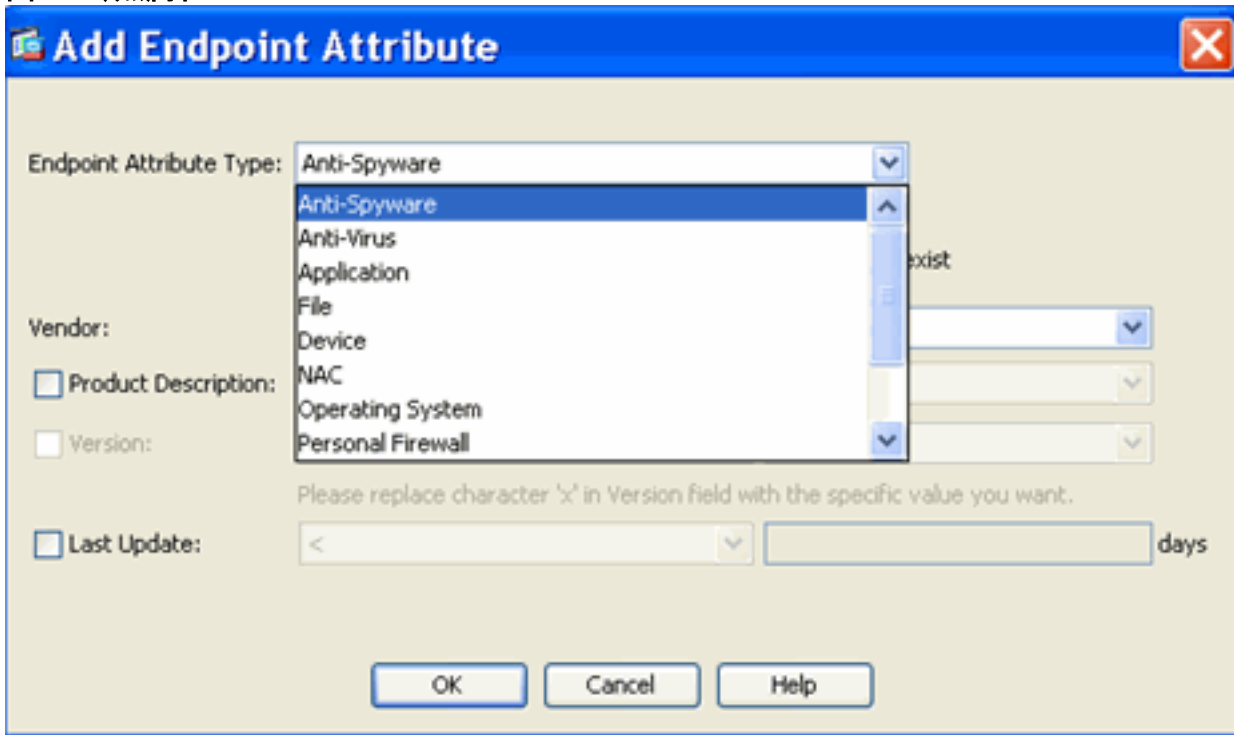 Add Endpoint Attribute
Endpoint Attribute Type: Anti-Spyware
Anti-Spyware
Anti-Virus
Application
exist
File
Vendor:
Device
Product Description:
NAC
Operating System
Version:
Personal Firewall
Please replace character 'x' in Version field with the specific value you want.
Last Update: < days
OK Cancel Help